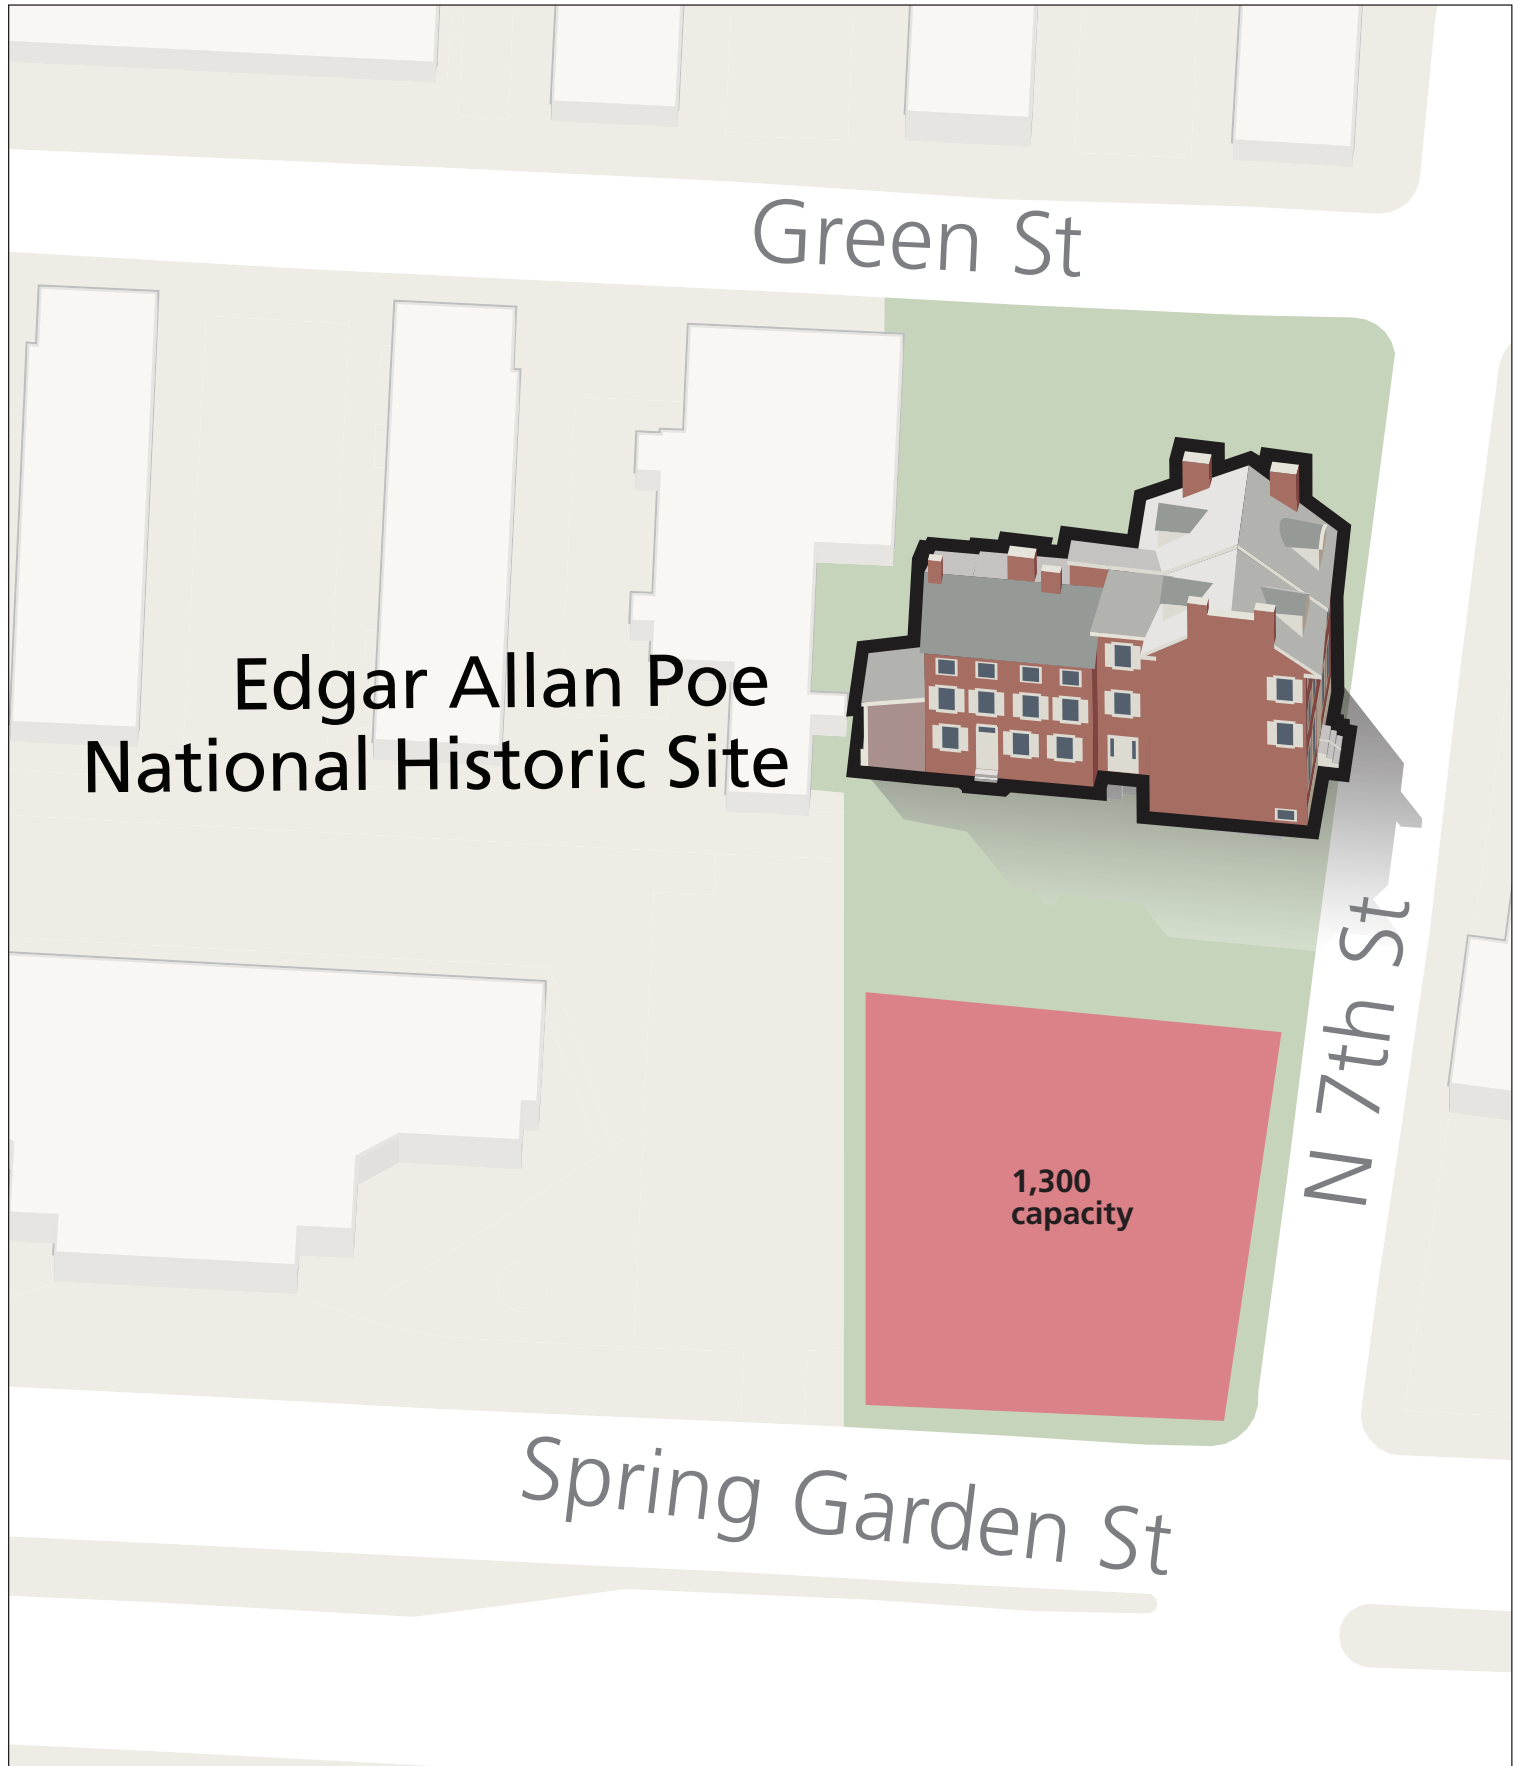 Green St
Edgar Allan Poe
National Historic Site
N 7th St
1,300
capacity
Spring Garden St